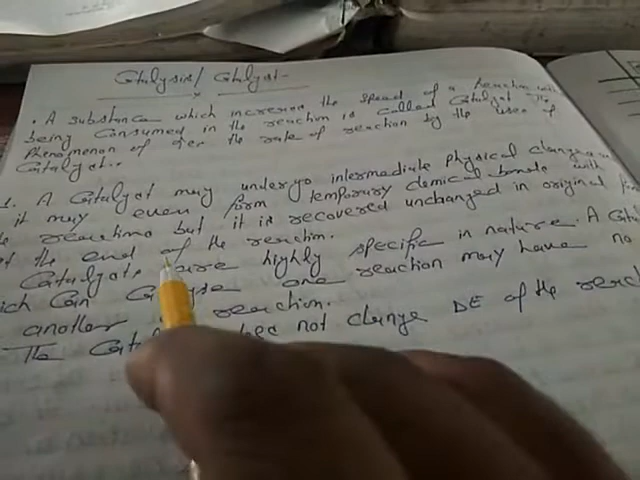 Catalysis/ Catalyst-
• A substance which increases the speed of a reaction
being consumed in the reaction is called Catalyst. The
Phenomenon of the rate of reaction by the use of
Catalyst..
1. A Catalyst may undergo intermediate physical changes
it may even form temporary chemical bonds with
reactions but it is recovered unchanged in original
of the end of the reaction.
Catalysts are highly specific in nature. A
Can one reaction may have no
another reaction.
The not change ΔE of the